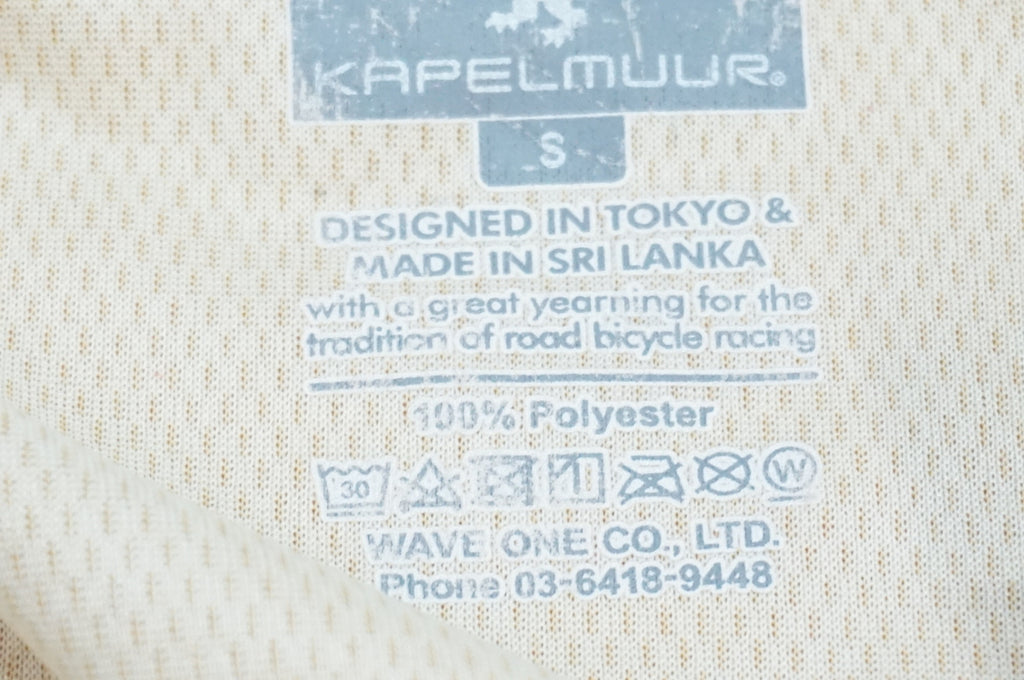 KAPELMUUR®
S
DESIGNED IN TOKYO &
MADE IN SRI LANKA
with a great yearning for the
tradition of road bicycle racing
100% Polyester
30
W
WAVE ONE CO., LTD.
Phone 03-6418-9448